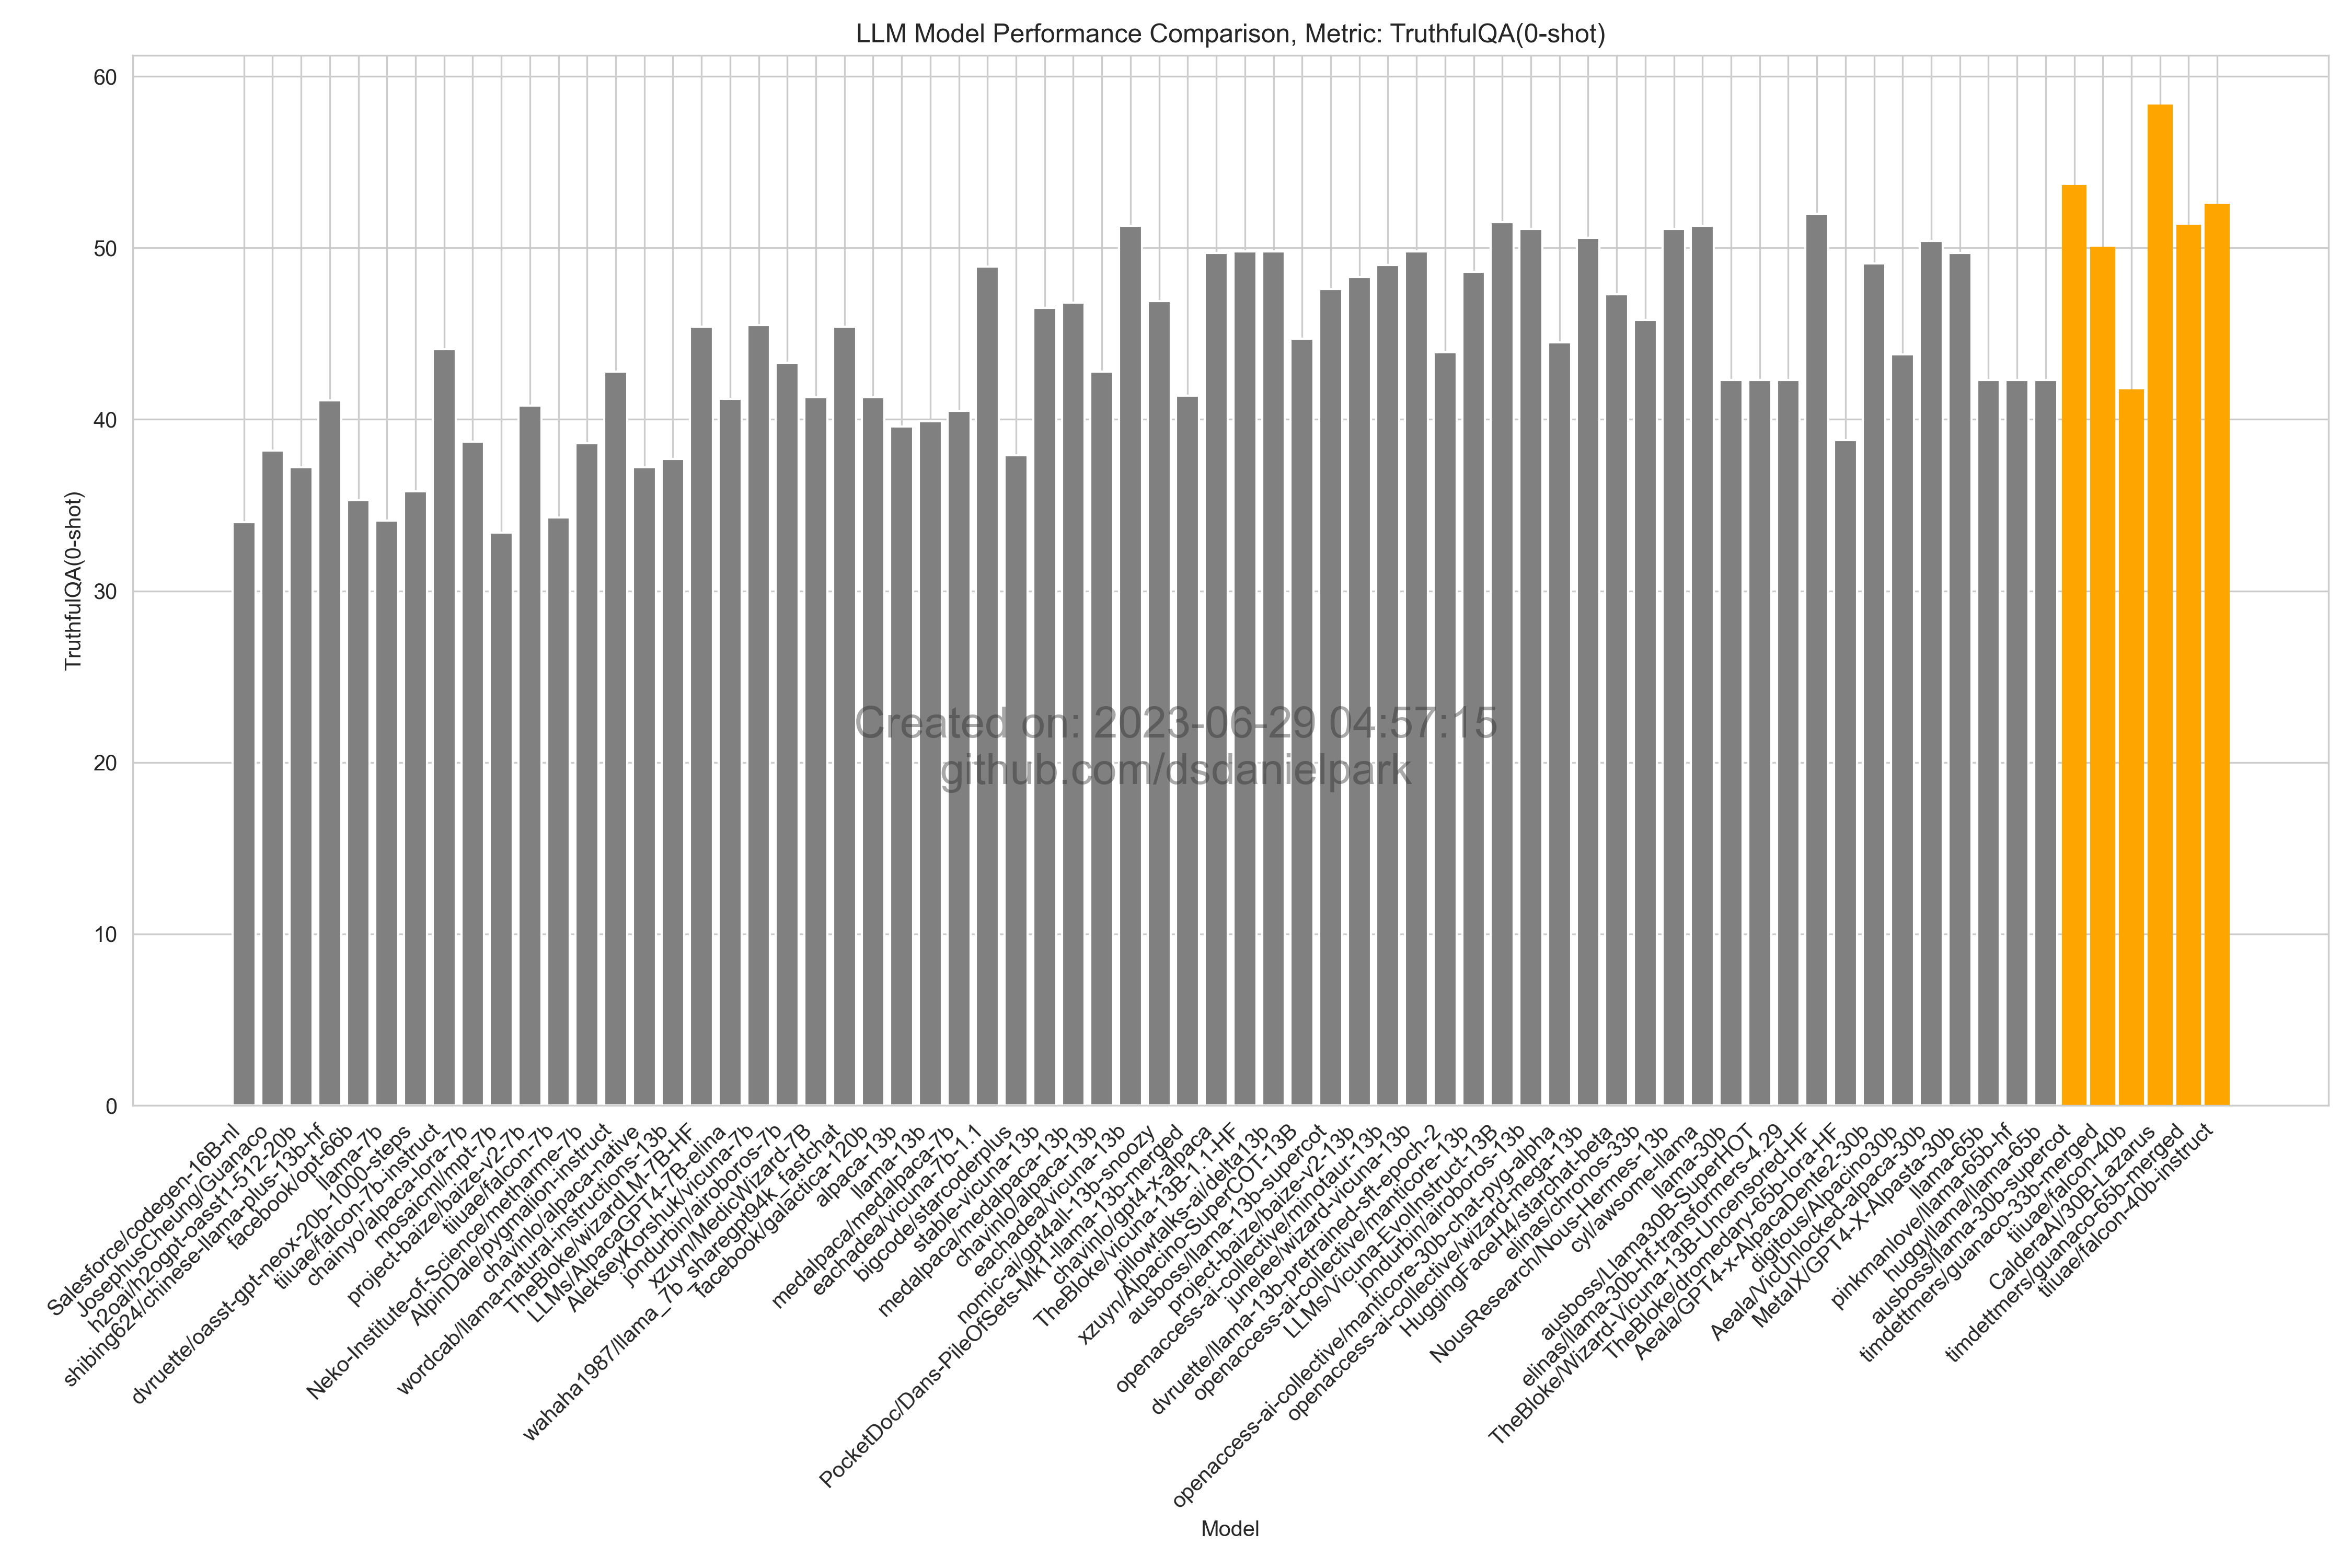 LLM Model Performance Comparison, Metric: TruthfulQA(0-shot)
60
50
40
30
20
10
0
TruthfulQA(0-shot)
Created on: 2023-06-29 04:57:15
github.com/dsdanielpark
Salesforce/codegen-16B-nl
JosephusCheung/Guanaco
h2oai/h2ogpt-oasst1-512-20b
shibing624/chinese-llama-plus-13b-hf
facebook/opt-66b
llama-7b
dvruette/oasst-gpt-neox-20b-1000-steps
tiiuae/falcon-7b-instruct
chainyo/alpaca-lora-7b
mosaicml/mpt-7b
project-baize/baize-v2-7b
tiiuae/falcon-7b
Neko-Institute-of-Science/metharme-7b
AlpinDale/pygmalion-instruct
chavinlo/alpaca-native
wordcab/llama-natural-instructions-13b
TheBloke/wizardLM-7B-HF
LLMs/AlpacaGPT4-7B-elina
AlekseyKorshuk/vicuna-7b
jondurbin/airoboros-7b
xzuyn/MedicWizard-7B
wahaha1987/llama_7b_sharegpt94k_fastchat
facebook/galactica-120b
alpaca-13b
llama-13b
medalpaca/medalpaca-7b
eachadea/vicuna-7b-1.1
bigcode/starcoderplus
stable-vicuna-13b
medalpaca/medalpaca-13b
chavinlo/alpaca-13b
eachadea/vicuna-13b
nomic-ai/gpt4all-13b-snoozy
PocketDoc/Dans-PileOfSets-Mk1-llama-13b-merged
chavinlo/gpt4-x-alpaca
TheBloke/vicuna-13B-1.1-HF
pillowtalks-ai/delta13b
xzuyn/Alpacino-SuperCOT-13B
ausboss/llama-13b-supercot
project-baize/baize-v2-13b
openaccess-ai-collective/minotaur-13b
junelee/wizard-vicuna-13b
dvruette/llama-13b-pretrained-sft-epoch-2
openaccess-ai-collective/manticore-13b
LLMs/Vicuna-EvolInstruct-13B
jondurbin/airoboros-13b
openaccess-ai-collective/manticore-30b-chat-pyg-alpha
openaccess-ai-collective/wizard-mega-13b
HuggingFaceH4/starchat-beta
elinas/chronos-33b
NousResearch/Nous-Hermes-13b
cyl/awsome-llama
llama-30b
ausboss/Llama30B-SuperHOT
elinas/llama-30b-hf-transformers-4.29
TheBloke/Wizard-Vicuna-13B-Uncensored-HF
TheBloke/dromedary-65b-lora-HF
Aeala/GPT4-x-AlpacaDente2-30b
digitous/Alpacino30b
Aeala/VicUnlocked-alpaca-30b
MetaIX/GPT4-X-Alpasta-30b
llama-65b
pinkmanlove/llama-65b-hf
huggyllama/llama-65b
ausboss/llama-30b-supercot
timdettmers/guanaco-33b-merged
tiiuae/falcon-40b
CalderaAI/30B-Lazarus
timdettmers/guanaco-65b-merged
tiiuae/falcon-40b-instruct
Model